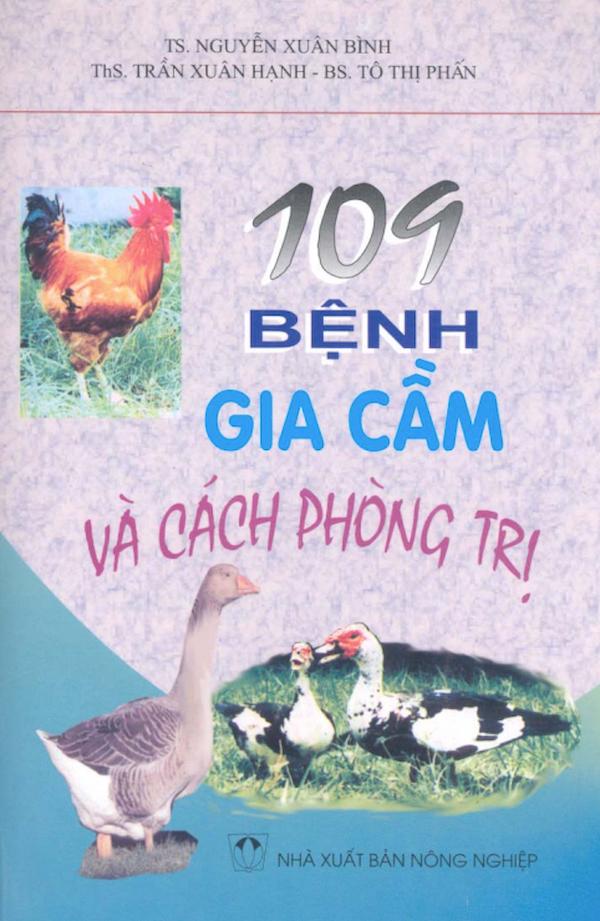 TS. NGUYỄN XUÂN BÌNH
ThS. TRẦN XUÂN HẠNH - BS. TÔ THỊ PHẤN
109
BỆNH
GIA CẦM
VÀ CÁCH PHÒNG TRỊ
NHÀ XUẤT BẢN NÔNG NGHIỆP